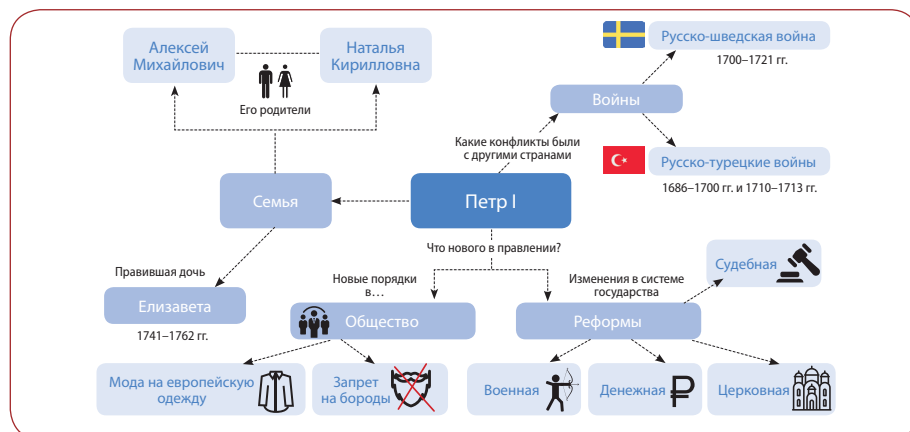 Алексей
Михайлович
Наталья
Кирилловна
Его родители
Русско-шведская война
1700–1721 гг.
Войны
Какие конфликты были
с другими странами
Русско-турецкие войны
1686–1700 гг. и 1710–1713 гг.
Семья
Петр I
Что нового в правлении?
Правившая дочь
Елизавета
1741–1762 гг.
Новые порядки
в…
Общество
Изменения в системе
государства
Реформы
Судебная
Мода на европейскую
одежду
Запрет
на бороды
Военная
Денежная
₽
Церковная